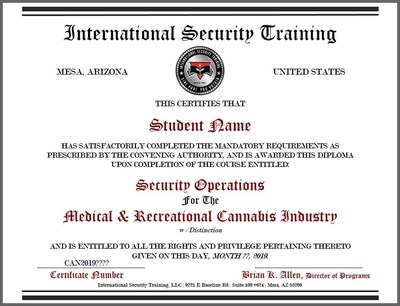 International Security Training
MESA, ARIZONA
UNITED STATES
THIS CERTIFIES THAT
Student Name
HAS SATISFACTORILY COMPLETED THE MANDATORY REQUIREMENTS AS
PRESCRIBED BY THE CONVENING AUTHORITY, AND IS AWARDED THIS DIPLOMA
UPON COMPLETION OF THE COURSE ENTITLED:
Security Operations
For The
Medical & Recreational Cannabis Industry
w/Distinction
AND IS ENTITLED TO ALL THE RIGHTS AND PRIVILEGE PERTAINING THERETO
GIVEN ON THIS DAY, MONTH ??, 2019.
CAN2019????
Certificate Number
Brian K. Allen, Director of Programs
International Security Training, LLC | 9221 E Baseline Rd | Suite 109 Mesa, AZ